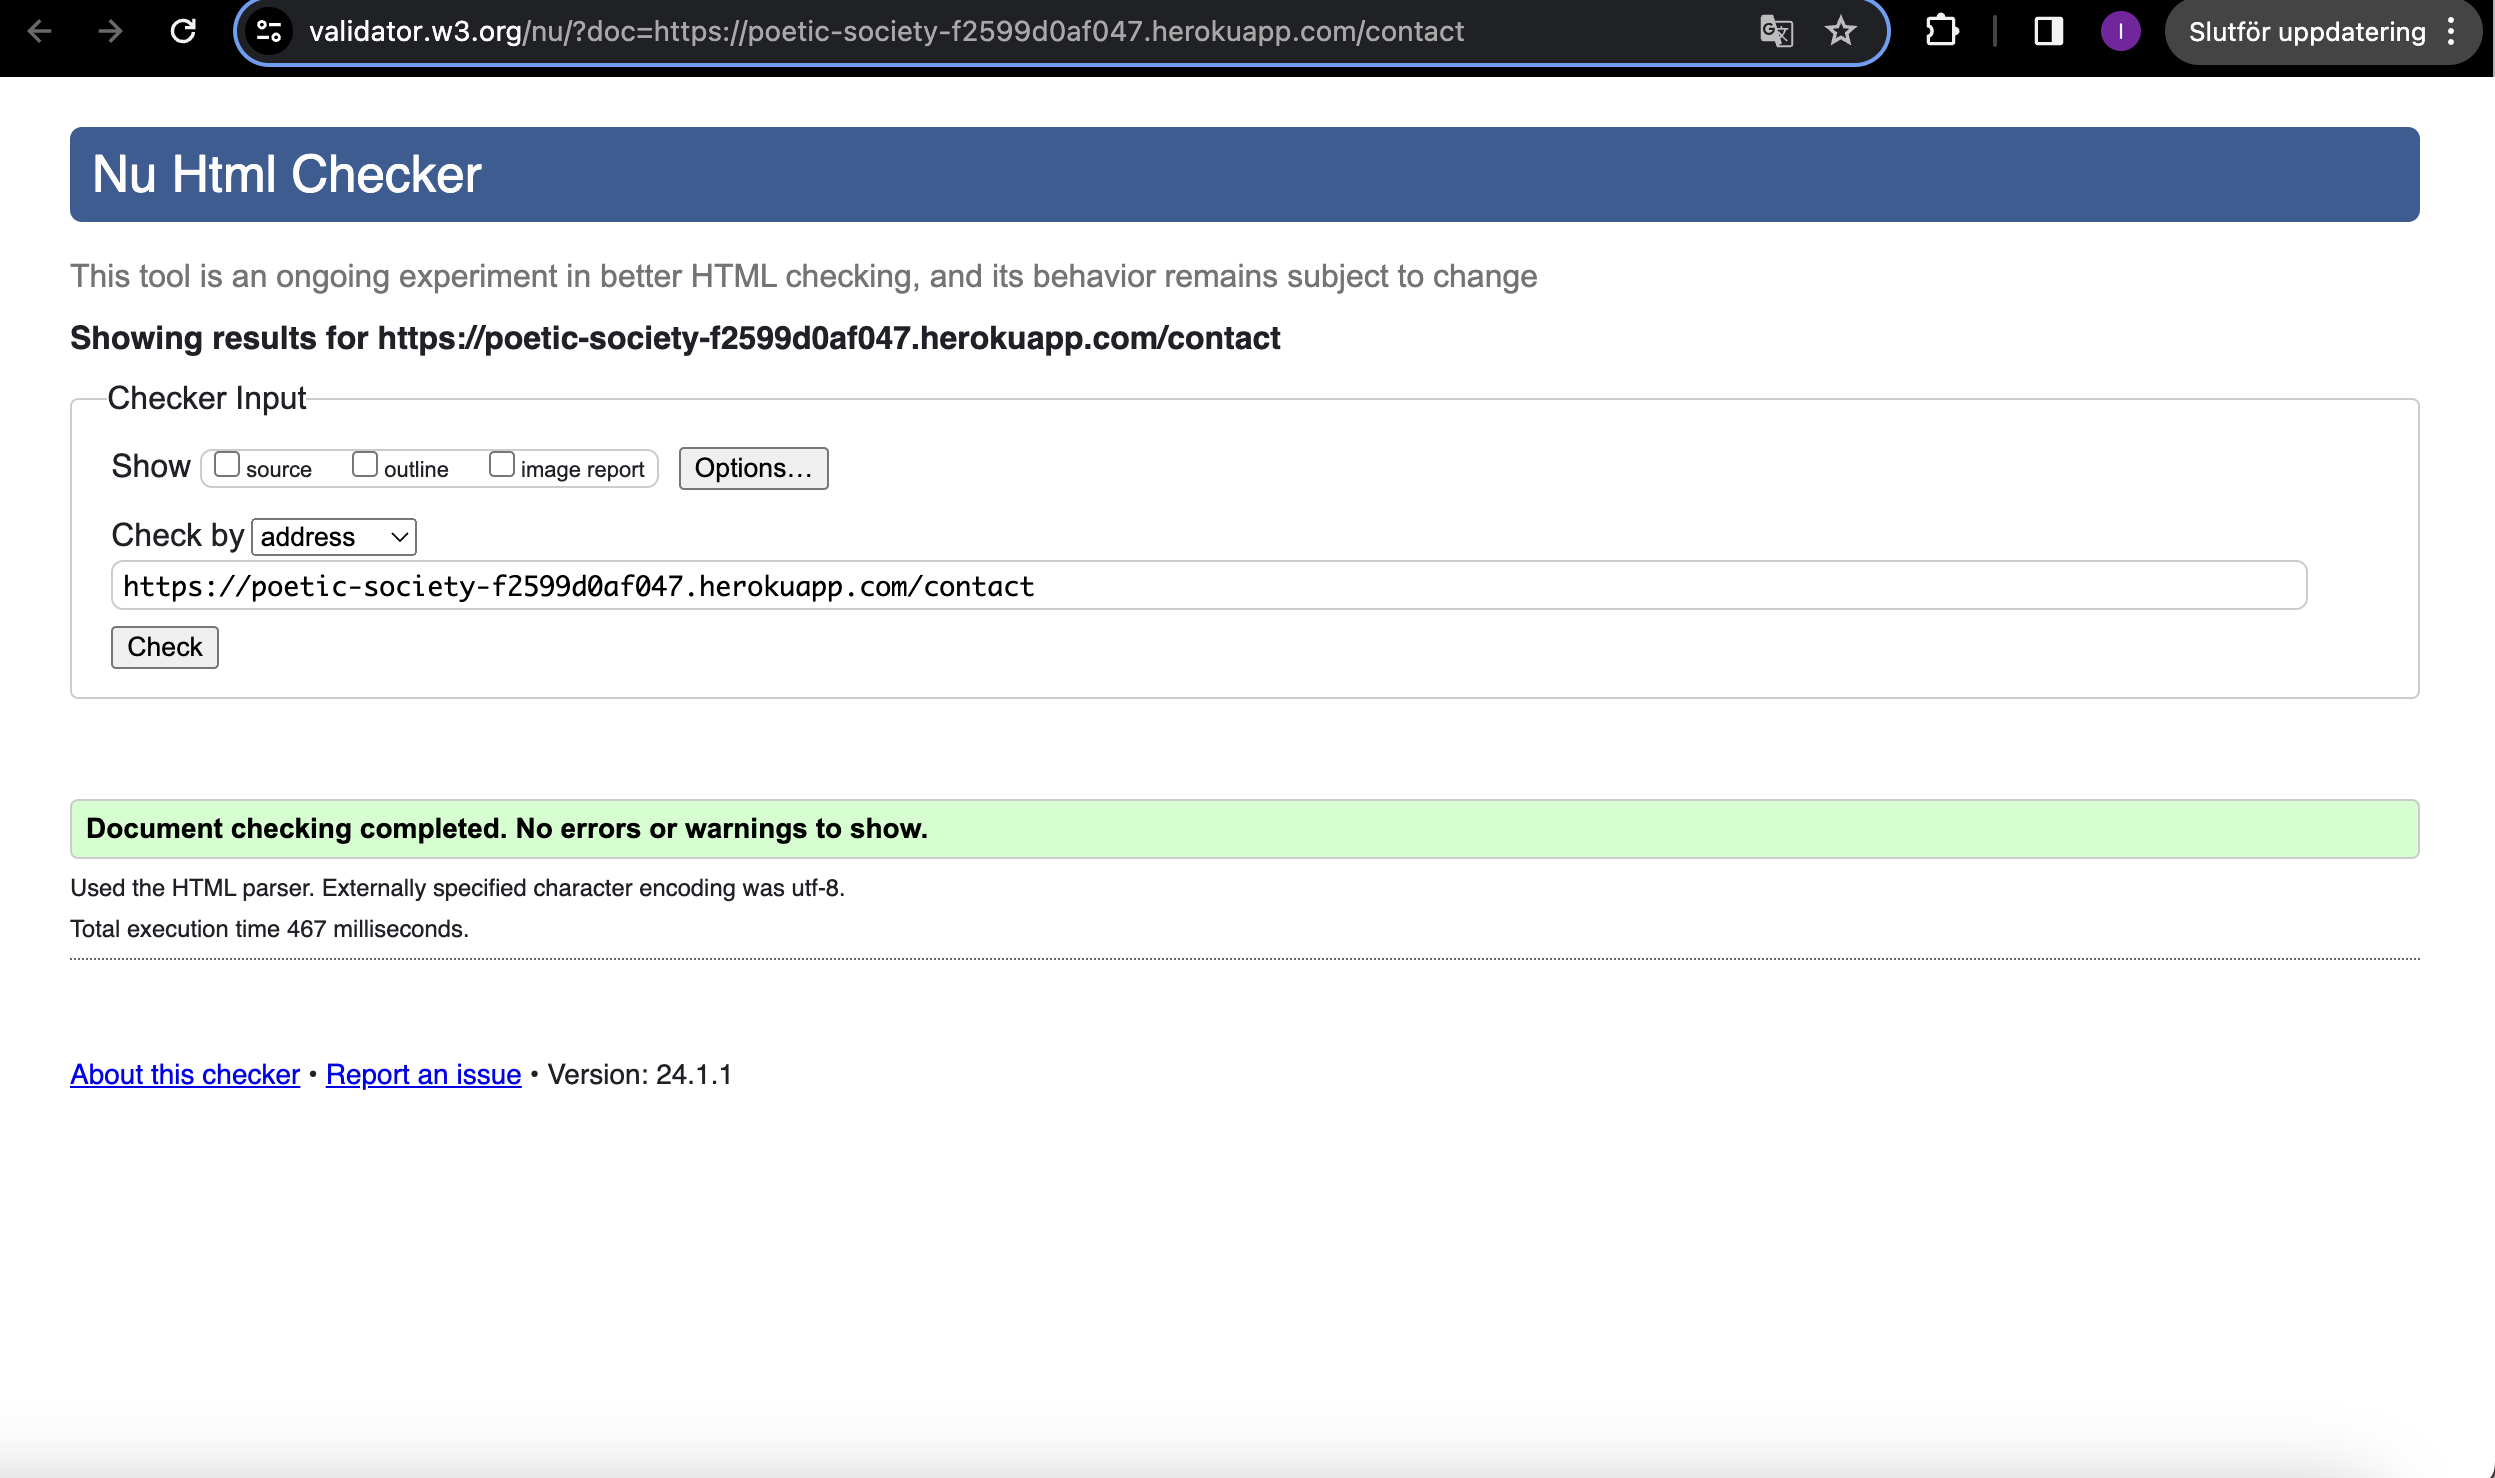 validator.w3.org/nu/?doc=https://poetic-society-f2599d0af047.herokuapp.com/contact
I
Slutför uppdatering
Nu Html Checker
This tool is an ongoing experiment in better HTML checking, and its behavior remains subject to change
Showing results for https://poetic-society-f2599d0af047.herokuapp.com/contact
Checker Input
Show source outline image report Options...
Check by address
https://poetic-society-f2599d0af047.herokuapp.com/contact
Check
Document checking completed. No errors or warnings to show.
Used the HTML parser. Externally specified character encoding was utf-8.
Total execution time 467 milliseconds.
About this checker • Report an issue • Version: 24.1.1